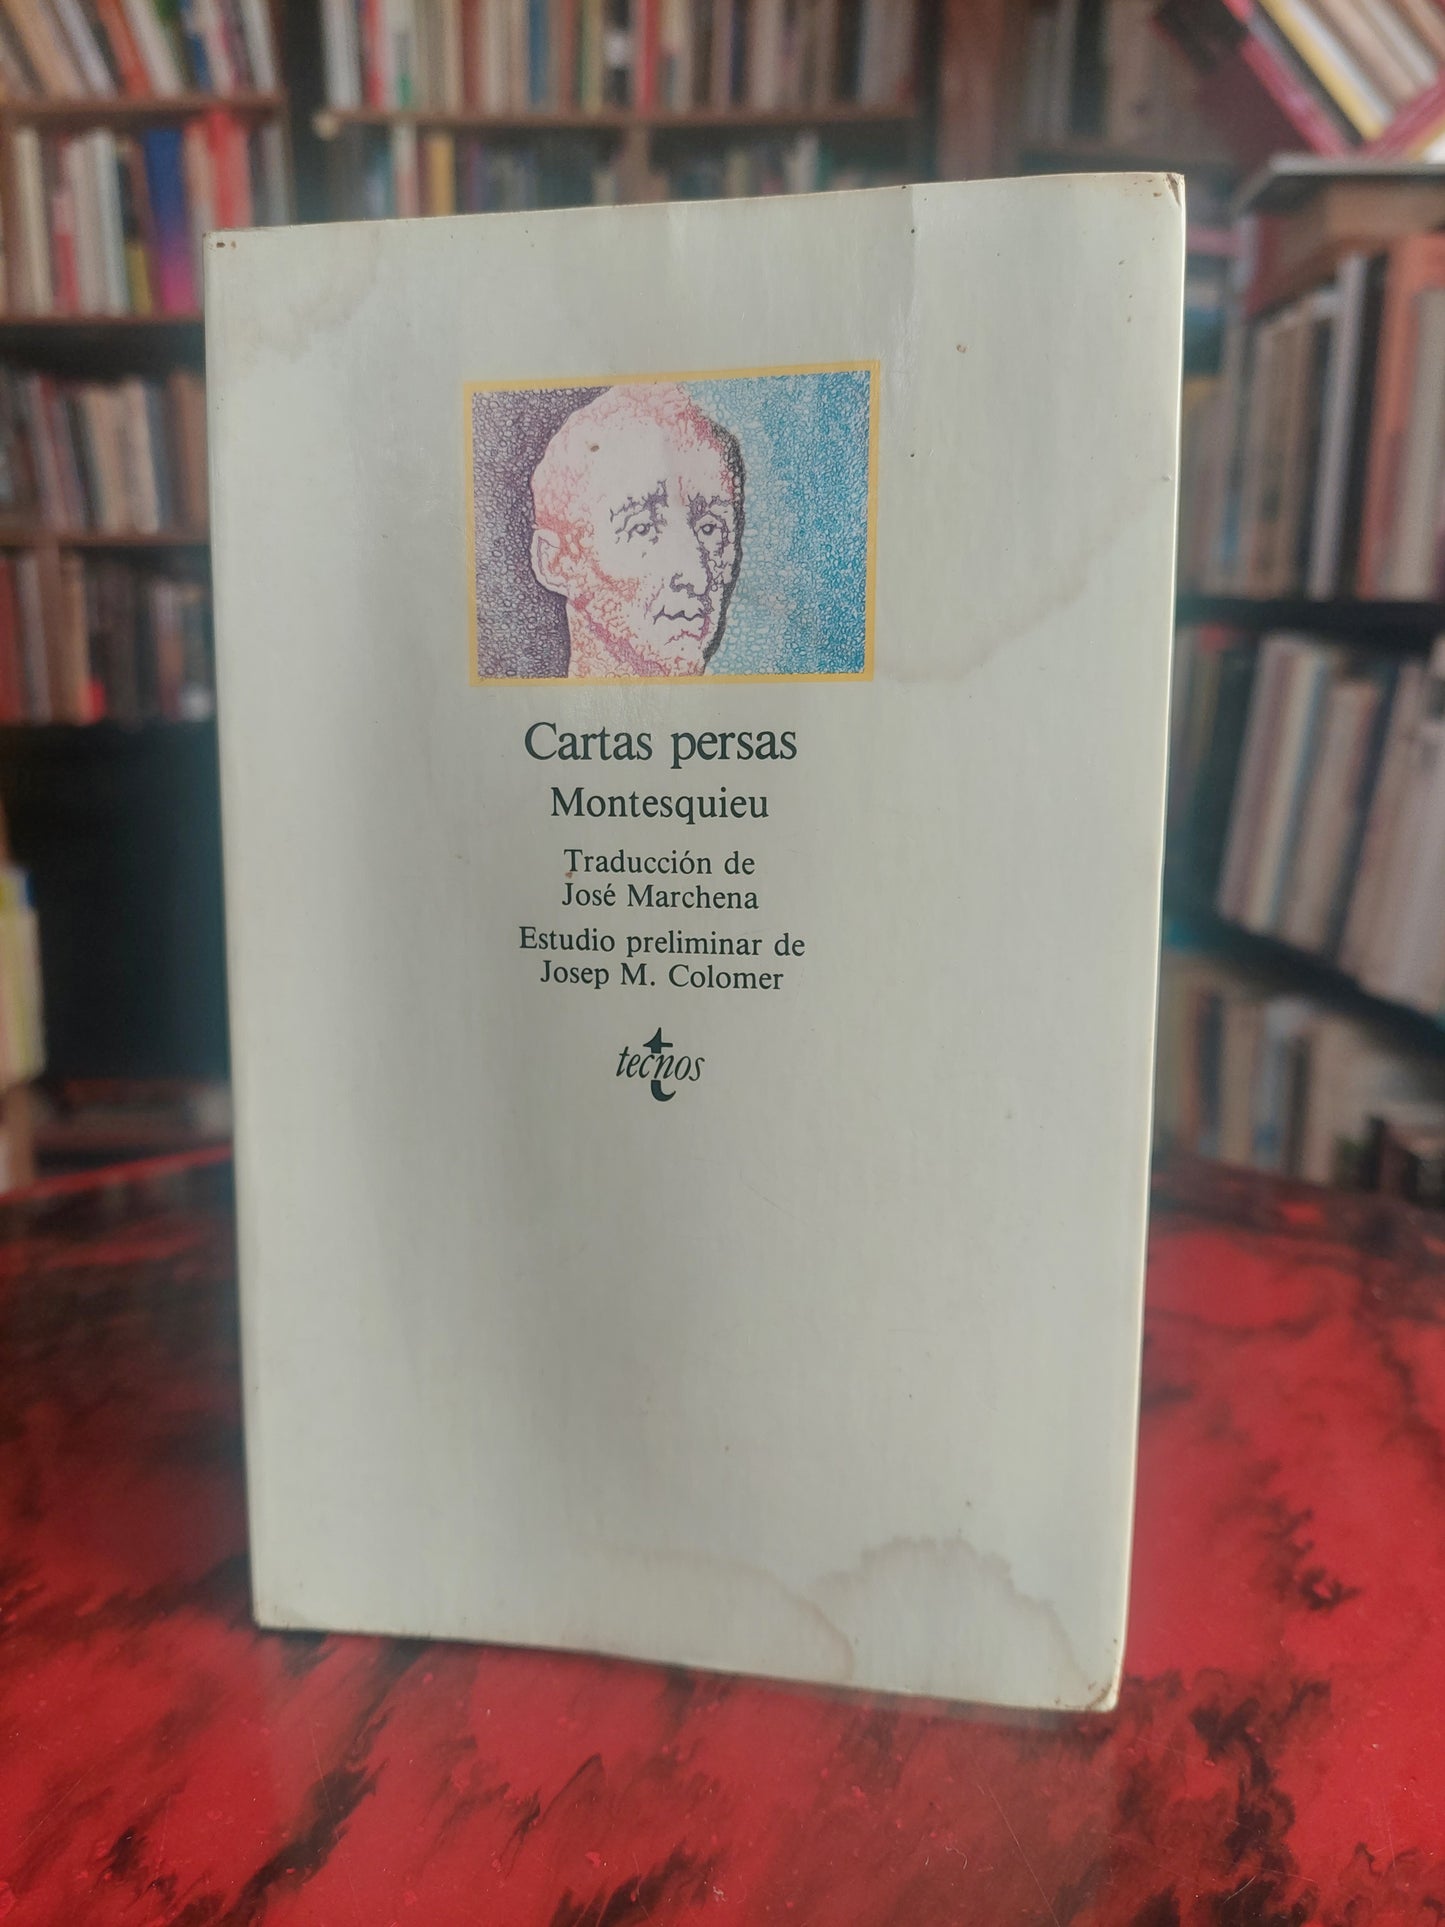 Cartas persas
Montesquieu
Traducción de
José Marchena
Estudio preliminar de
Josep M. Colomer
tecnos